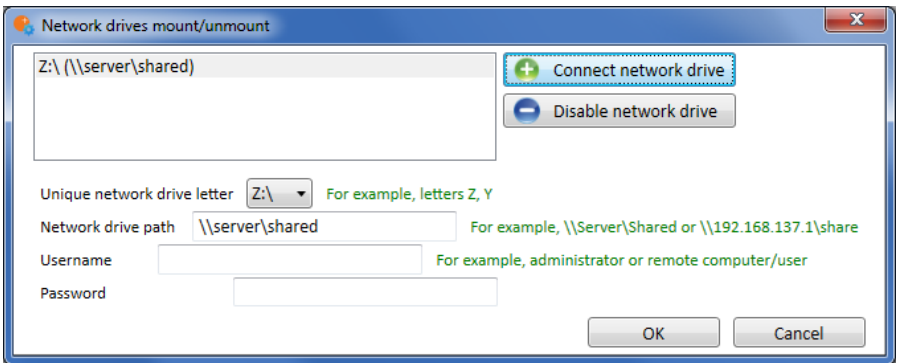 Network drives mount/unmount
Z:\ (\\server\shared)
Connect network drive
Disable network drive
Unique network drive letter Z:\ For example, letters Z, Y
Network drive path \\server\shared For example, \\Server\Shared or \\192.168.137.1\share
Username For example, administrator or remote computer/user
Password
OK Cancel